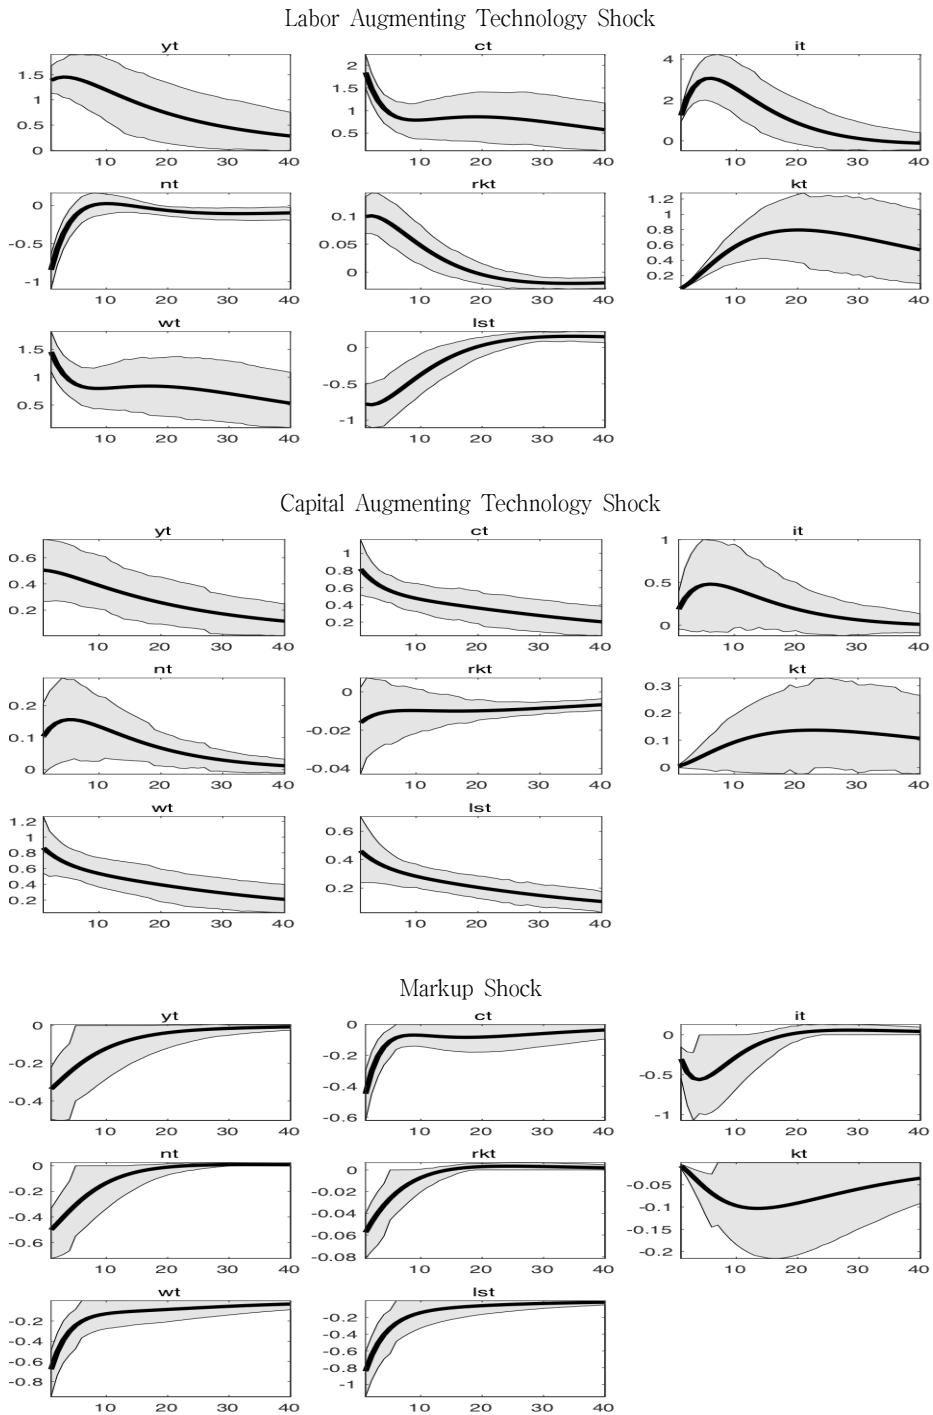 Labor Augmenting Technology Shock
yt ct it
1.5 1 0.5 0
2 1.5 1 0.5
4 2 0
10 20 30 40 10 20 30 40 10 20 30 40
nt rkt kt
0 -0.5 -1
0.1 0.05 0
1.2 1 0.8 0.6 0.4 0.2
10 20 30 40 10 20 30 40 10 20 30 40
wt lst
1.5 1 0.5
0 -0.5 -1
10 20 30 40 10 20 30 40
Capital Augmenting Technology Shock
yt ct it
0.6 0.4 0.2
1 0.8 0.6 0.4 0.2
1 0.5 0
10 20 30 40 10 20 30 40 10 20 30 40
nt rkt kt
0.2 0.1 0
0 -0.02 -0.04
0.3 0.2 0.1 0
10 20 30 40 10 20 30 40 10 20 30 40
wt lst
1.2 1 0.8 0.6 0.4 0.2
0.6 0.4 0.2
10 20 30 40 10 20 30 40
Markup Shock
yt ct it
0 -0.2 -0.4
0 -0.2 -0.4 -0.6
0 -0.5 -1
10 20 30 40 10 20 30 40 10 20 30 40
nt rkt kt
0 -0.2 -0.4 -0.6
0 -0.02 -0.04 -0.06 -0.08
-0.05 -0.1 -0.15 -0.2
10 20 30 40 10 20 30 40 10 20 30 40
wt lst
-0.2 -0.4 -0.6 -0.8
-0.2 -0.4 -0.6 -0.8 -1
10 20 30 40 10 20 30 40